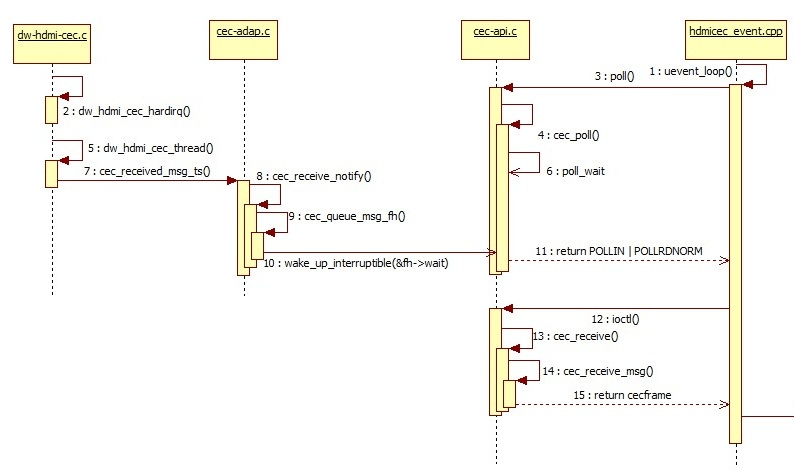 dw-hdmi-cec.c
cec-adap.c
cec-api.c
hdmicec_event.cpp
1 : uevent_loop()
3 : poll()
2 : dw_hdmi_cec_hardirq()
4 : cec_poll()
5 : dw_hdmi_cec_thread()
7 : cec_received_msg_ts()
8 : cec_receive_notify()
6 : poll_wait
9 : cec_queue_msg_fh()
11 : return POLLIN | POLLRDNORM
10 : wake_up_interruptible(&fh->wait)
12 : ioctl()
13 : cec_receive()
14 : cec_receive_msg()
15 : return cecframe